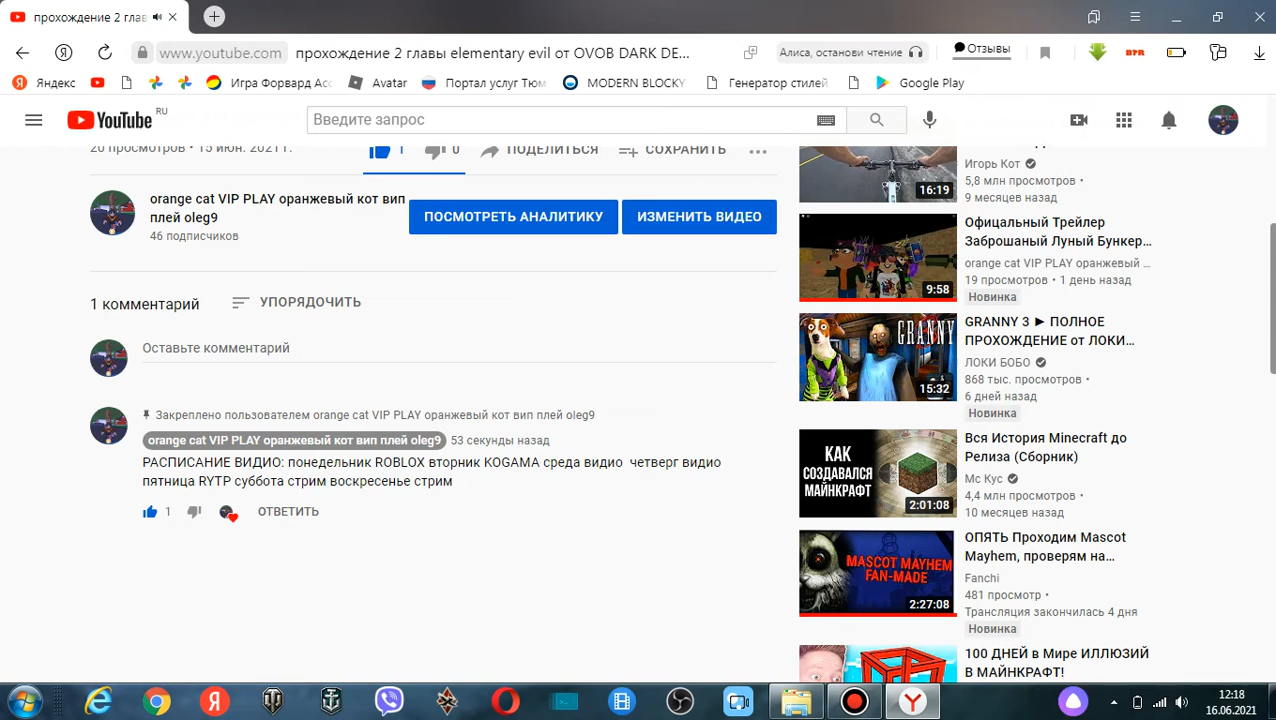 прохождение 2 глав
www.youtube.com прохождение 2 главы elementary evil от OVOB DARK DE...
Алиса, останови чтение
Отзывы
Яндекс
Игра Форвард Асс
Avatar
Портал услуг Тюм
MODERN BLOCKY
Генератор стилей
Google Play
YouTube RU
Введите запрос
20 просмотров • 15 июн. 2021 г.
1
0
ПОДЕЛИТЬСЯ
СОХРАНИТЬ
orange cat VIP PLAY оранжевый кот вип
плей oleg9
46 подписчиков
ПОСМОТРЕТЬ АНАЛИТИКУ
ИЗМЕНИТЬ ВИДЕО
1 комментарий
УПОРЯДОЧИТЬ
Оставьте комментарий
Закреплено пользователем orange cat VIP PLAY оранжевый кот вип плей oleg9
orange cat VIP PLAY оранжевый кот вип плей oleg9 53 секунды назад
РАСПИСАНИЕ ВИДИО: понедельник ROBLOX вторник KOGAMA среда видио четверг видио
пятница RYTP суббота стрим воскресенье стрим
1
ОТВЕТИТЬ
16:19
Игорь Кот
5,8 млн просмотров •
9 месяцев назад
9:58
Офицальный Трейлер
Заброшаный Луный Бункер...
orange cat VIP PLAY оранжевый ...
19 просмотров • 1 день назад
Новинка
GRANNY
15:32
GRANNY 3 ► ПОЛНОЕ
ПРОХОЖДЕНИЕ от ЛОКИ...
ЛОКИ БОБО
868 тыс. просмотров •
6 дней назад
Новинка
КАК
СОЗДАВАЛСЯ
МАЙНКРАФТ
2:01:08
Вся История Minecraft до
Релиза (Сборник)
Мс Кус
4,4 млн просмотров •
10 месяцев назад
MASCOT MAYHEM
FAN-MADE
2:27:08
ОПЯТЬ Проходим Mascot
Mayhem, проверям на...
Fanchi
481 просмотр •
Трансляция закончилась 4 дня
Новинка
100 ДНЕЙ в Мире ИЛЛЮЗИЙ
В МАЙНКРАФТ!
12:18
16.06.2021